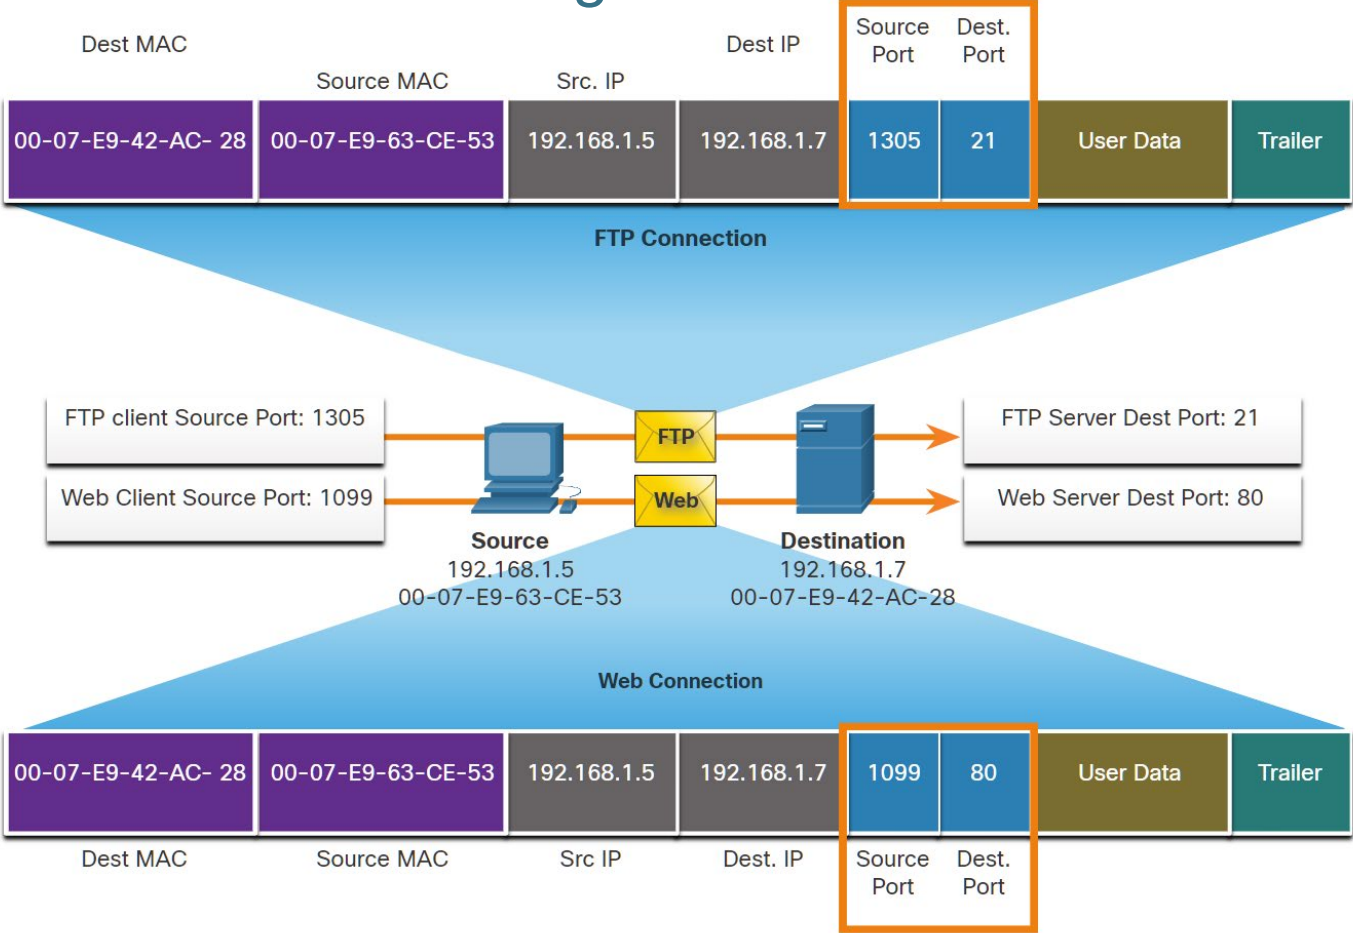 Source Dest.
Dest MAC Dest IP Port Port
Source MAC Src. IP
00-07-E9-42-AC- 28 00-07-E9-63-CE-53 192.168.1.5 192.168.1.7 1305 21 User Data Trailer
FTP Connection
FTP client Source Port: 1305 FTP FTP Server Dest Port: 21
Web Client Source Port: 1099 Web Web Server Dest Port: 80
Source Destination
192.168.1.5 192.168.1.7
00-07-E9-63-CE-53 00-07-E9-42-AC-28
Web Connection
00-07-E9-42-AC- 28 00-07-E9-63-CE-53 192.168.1.5 192.168.1.7 1099 80 User Data Trailer
Dest MAC Source MAC Src IP Dest. IP Source Dest.
Port Port